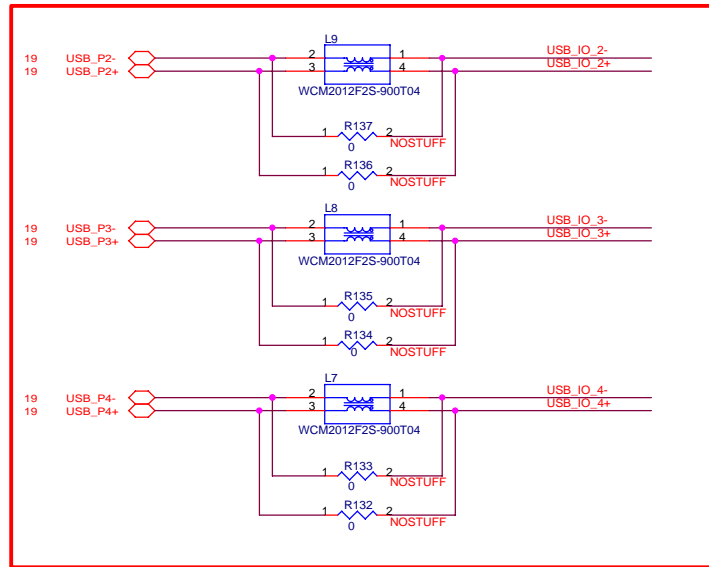 L9
19 USB_P2- 2 1 USB_IO_2-
19 USB_P2+ 3 4 USB_IO_2+
WCM2012F2S-900T04
R137
1 2
0 NOSTUFF
R136
1 2
0 NOSTUFF
L8
19 USB_P3- 2 1 USB_IO_3-
19 USB_P3+ 3 4 USB_IO_3+
WCM2012F2S-900T04
R135
1 2
0 NOSTUFF
R134
1 2
0 NOSTUFF
L7
19 USB_P4- 2 1 USB_IO_4-
19 USB_P4+ 3 4 USB_IO_4+
WCM2012F2S-900T04
R133
1 2
0 NOSTUFF
R132
1 2
0 NOSTUFF